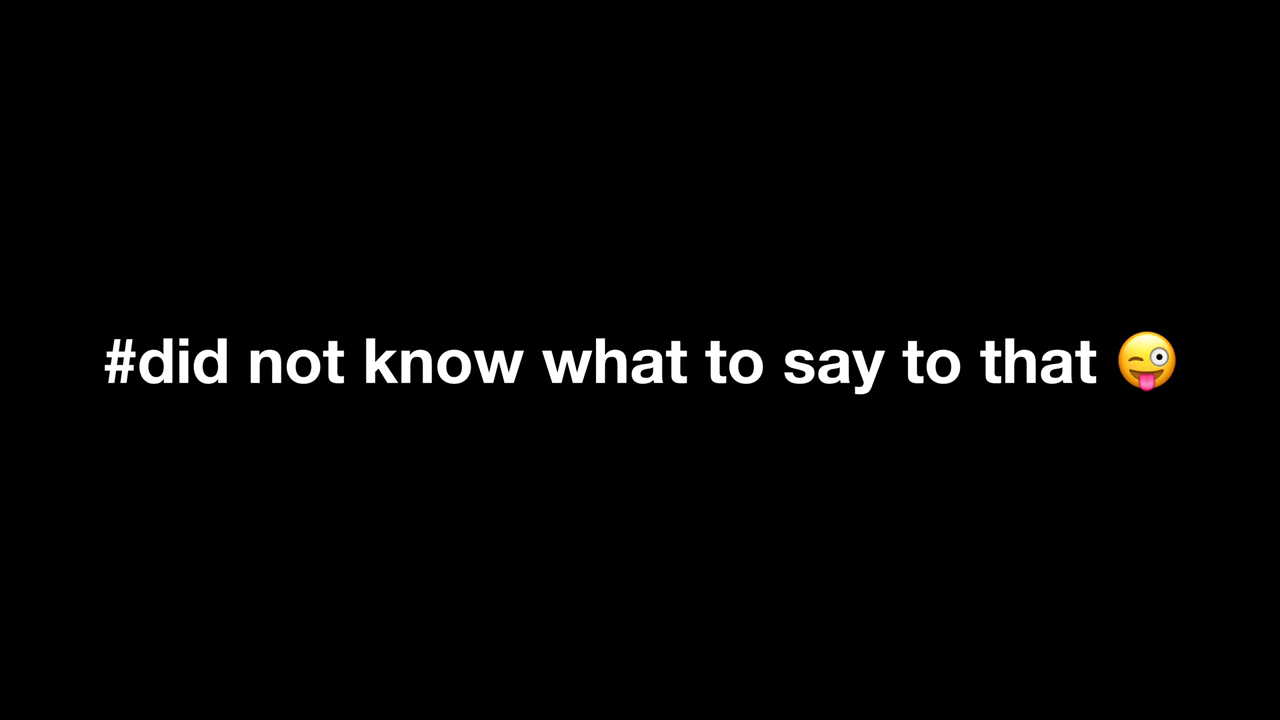 #did not know what to say to that 😜